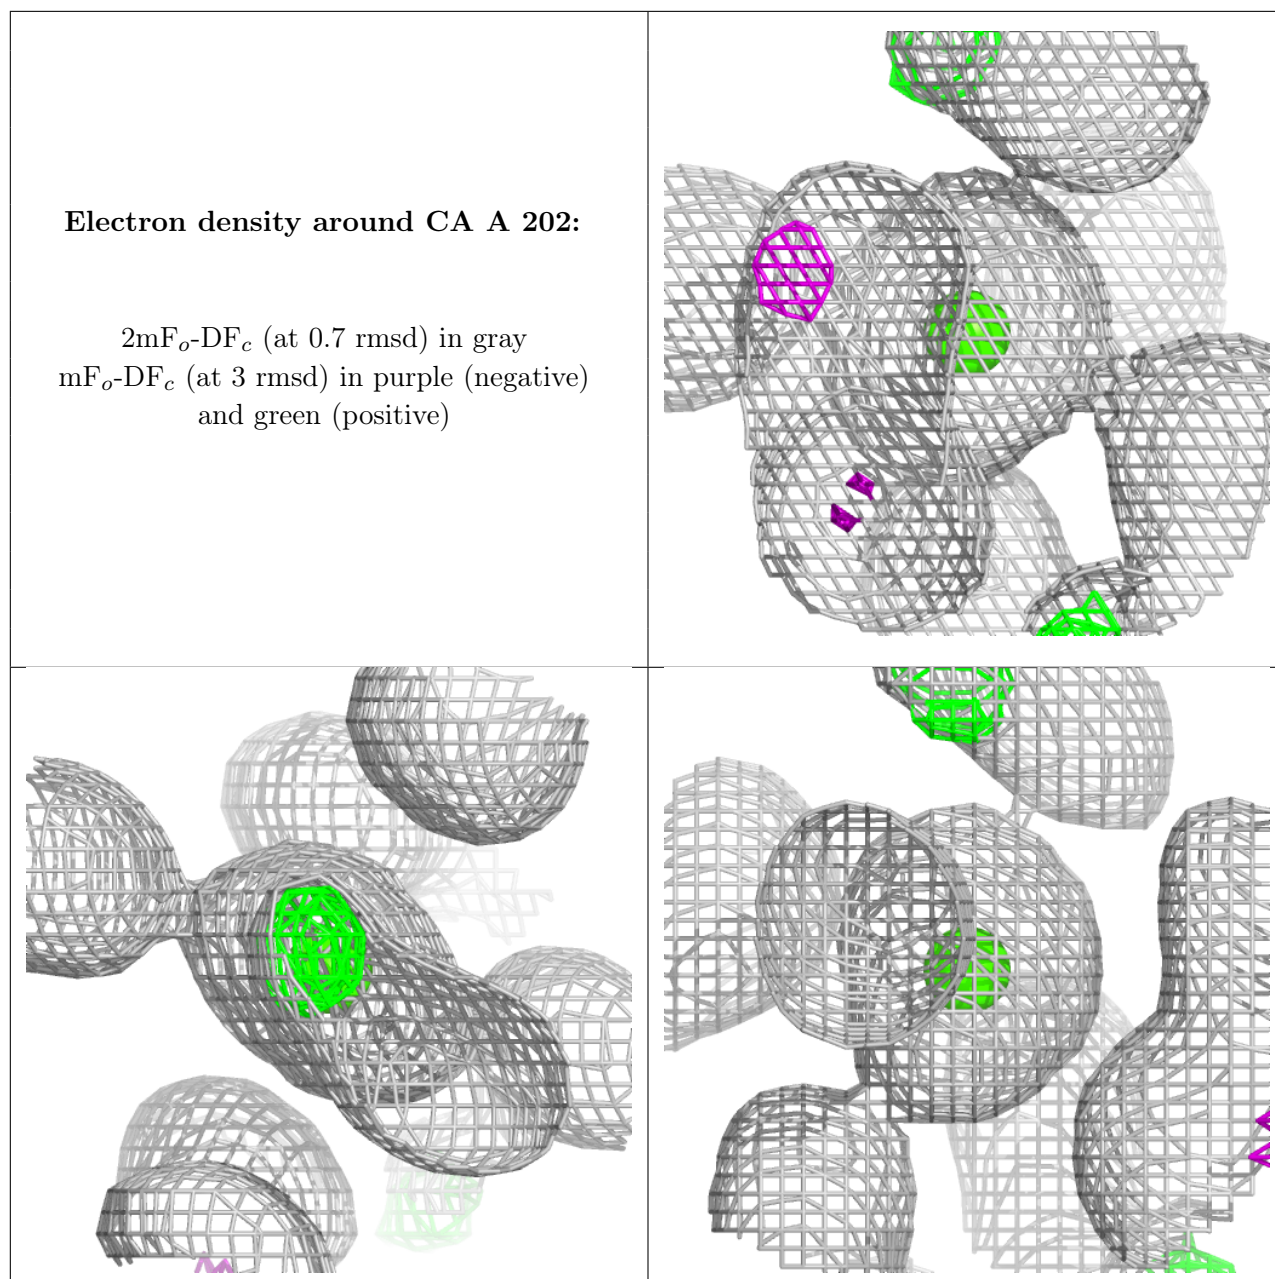 Electron density around CA A 202:
2mFo-DFc (at 0.7 rmsd) in gray
mFo-DFc (at 3 rmsd) in purple (negative)
and green (positive)